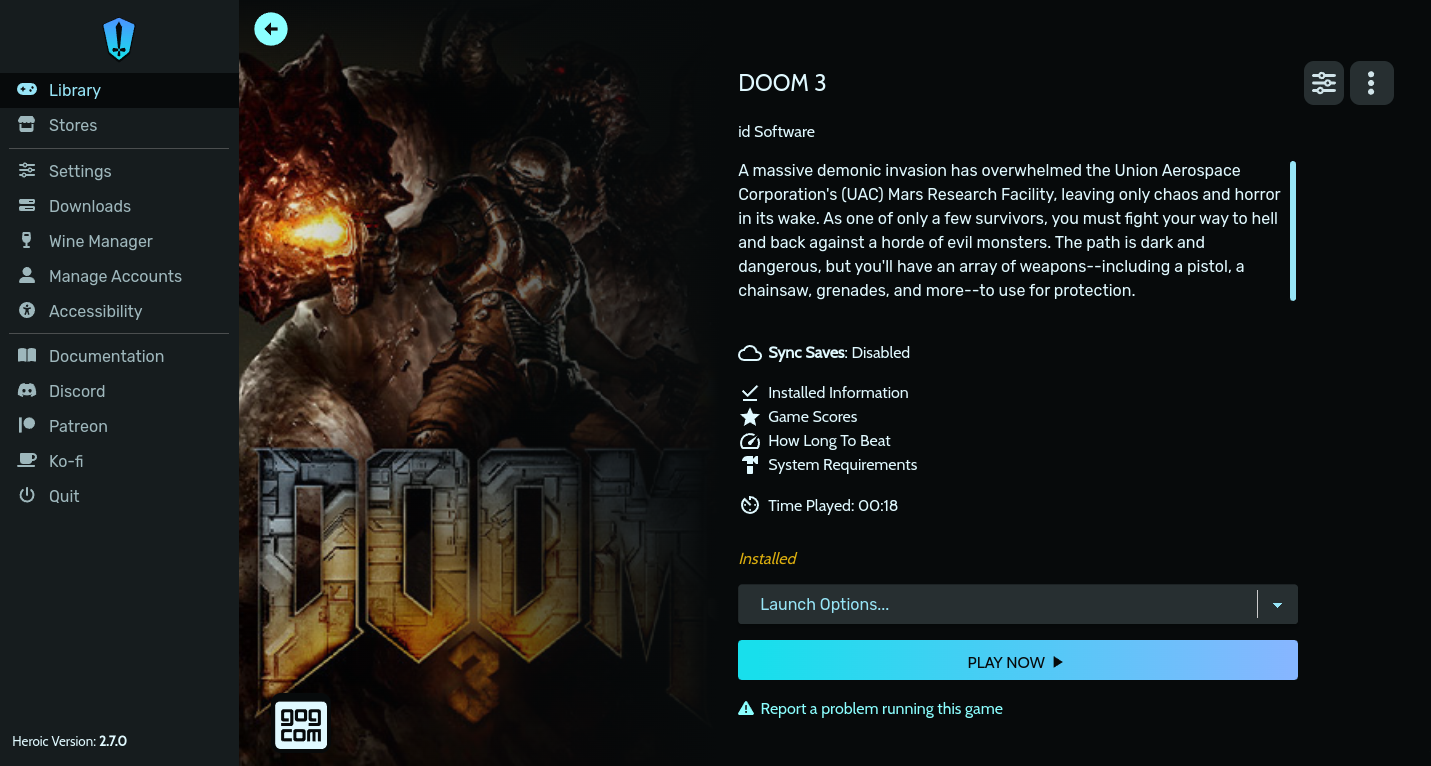 Library
Stores
Settings
Downloads
Wine Manager
Manage Accounts
Accessibility
Documentation
Discord
Patreon
Ko-fi
Quit
Heroic Version: 2.7.0
DOOM
3
gog
com
DOOM 3
id Software
A massive demonic invasion has overwhelmed the Union Aerospace
Corporation's (UAC) Mars Research Facility, leaving only chaos and horror
in its wake. As one of only a few survivors, you must fight your way to hell
and back against a horde of evil monsters. The path is dark and
dangerous, but you'll have an array of weapons--including a pistol, a
chainsaw, grenades, and more--to use for protection.
Sync Saves: Disabled
Installed Information
Game Scores
How Long To Beat
System Requirements
Time Played: 00:18
Installed
Launch Options...
PLAY NOW
Report a problem running this game